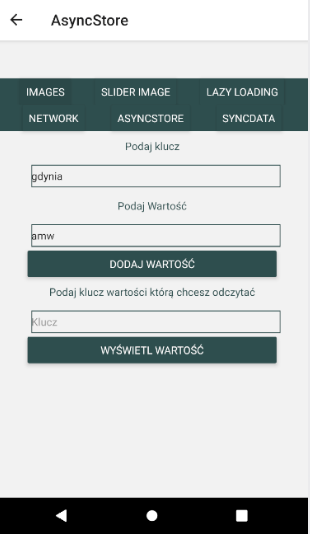 AsyncStore
IMAGES SLIDER IMAGE LAZY LOADING
NETWORK ASYNCSTORE SYNCDATA
Podaj klucz
gdynia
Podaj Wartość
amw
DODAJ WARTOŚĆ
Podaj klucz wartości którą chcesz odczytać
Klucz
WYŚWIETL WARTOŚĆ